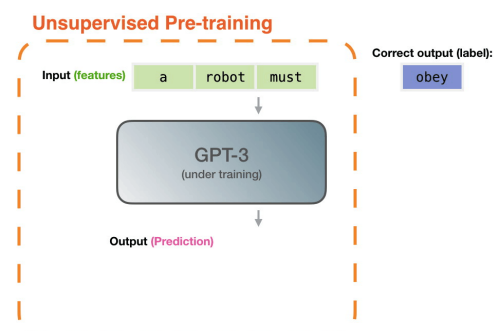 Unsupervised Pre-training
Correct output (label):
Input (features) a robot must
obey
GPT-3
(under training)
Output (Prediction)